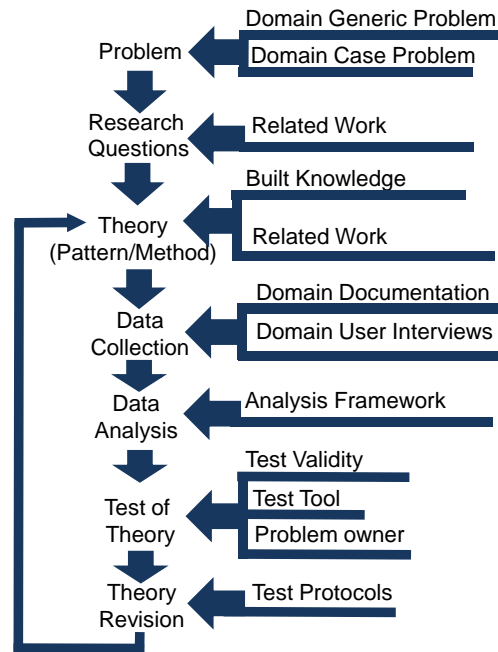 Domain Generic Problem
Problem
Domain Case Problem
Research
Questions
Related Work
Built Knowledge
Theory
(Pattern/Method)
Related Work
Domain Documentation
Data
Collection
Domain User Interviews
Data
Analysis
Analysis Framework
Test Validity
Test of
Theory
Test Tool
Problem owner
Theory
Revision
Test Protocols